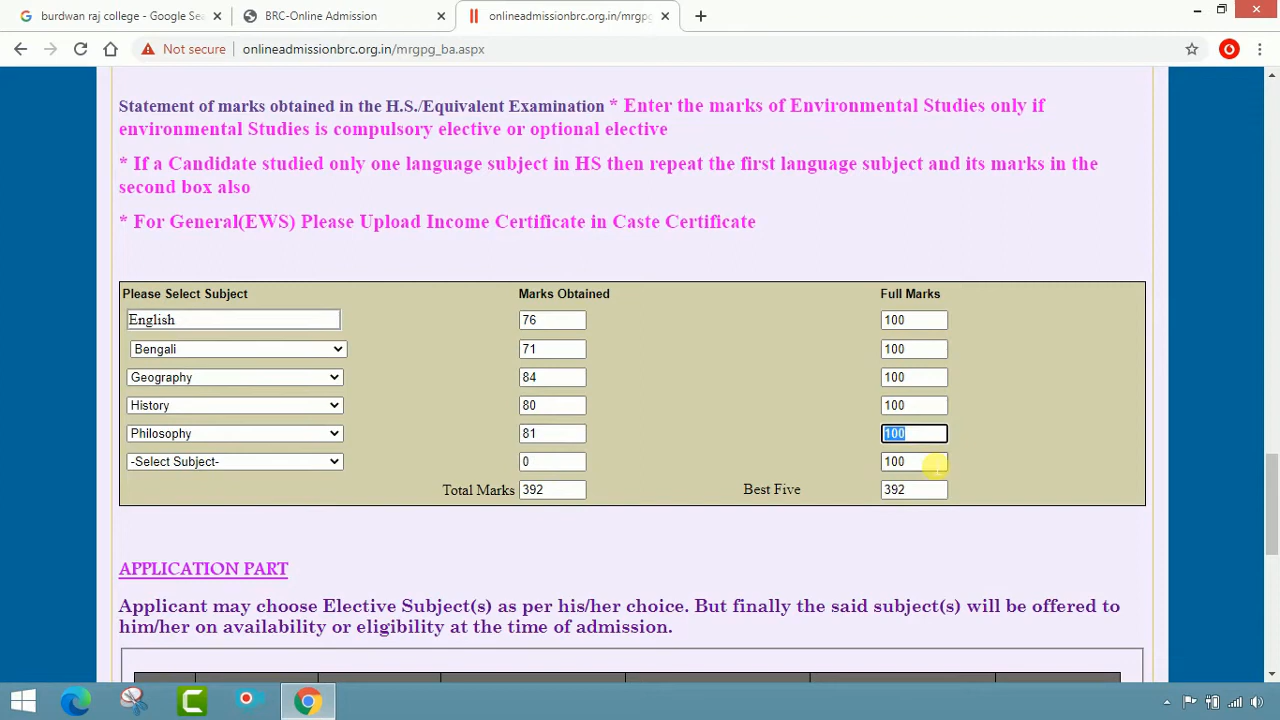 burdwan raj college - Google Sea
BRC-Online Admission
onlineadmissionbrc.org.in/mrgpg_
Not secure
onlineadmissionbrc.org.in/mrgpg_ba.aspx
Statement of marks obtained in the H.S./Equivalent Examination * Enter the marks of Environmental Studies only if
environmental Studies is compulsory elective or optional elective
* If a Candidate studied only one language subject in HS then repeat the first language subject and its marks in the
second box also
* For General(EWS) Please Upload Income Certificate in Caste Certificate
Please Select Subject Marks Obtained Full Marks
English 76 100
Bengali 71 100
Geography 84 100
History 80 100
Philosophy 81 100
-Select Subject- 0 100
Total Marks 392 Best Five 392
APPLICATION PART
Applicant may choose Elective Subject(s) as per his/her choice. But finally the said subject(s) will be offered to
him/her on availability or eligibility at the time of admission.